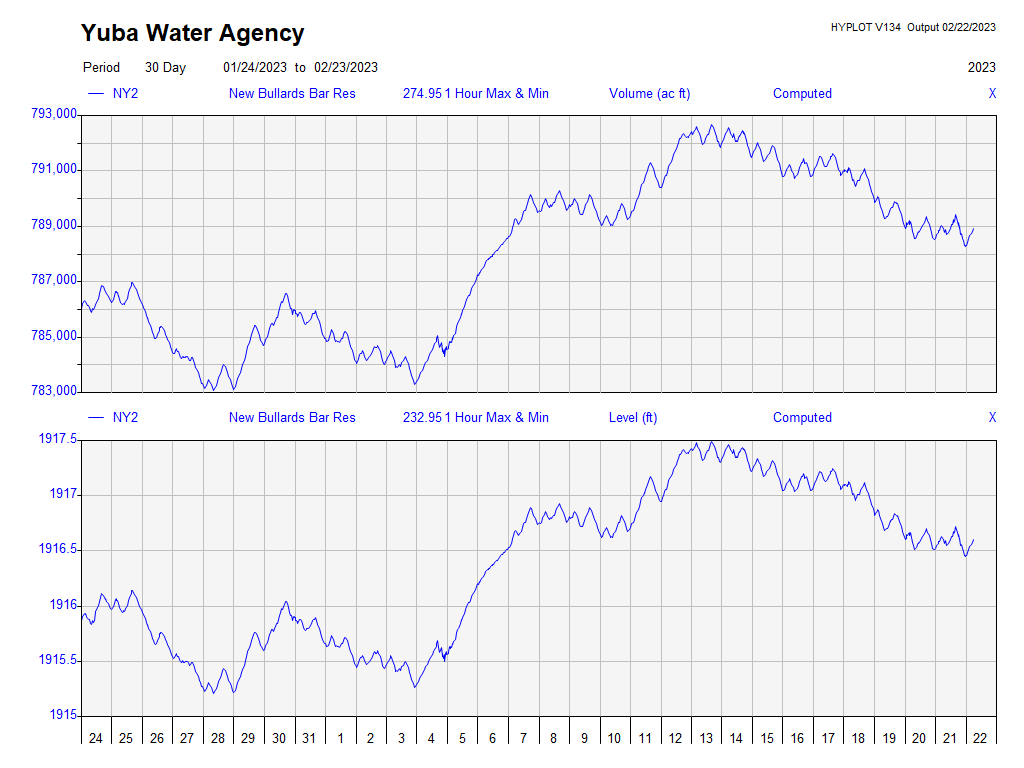 Yuba Water Agency
HYPLOT V134 Output 02/22/2023
Period 30 Day 01/24/2023 to 02/23/2023 2023
NY2 New Bullards Bar Res 274.95 1 Hour Max & Min Volume (ac ft) Computed X
793,000
791,000
789,000
787,000
785,000
783,000
NY2 New Bullards Bar Res 232.95 1 Hour Max & Min Level (ft) Computed X
1917.5
1917
1916.5
1916
1915.5
1915
24 25 26 27 28 29 30 31 1 2 3 4 5 6 7 8 9 10 11 12 13 14 15 16 17 18 19 20 21 22